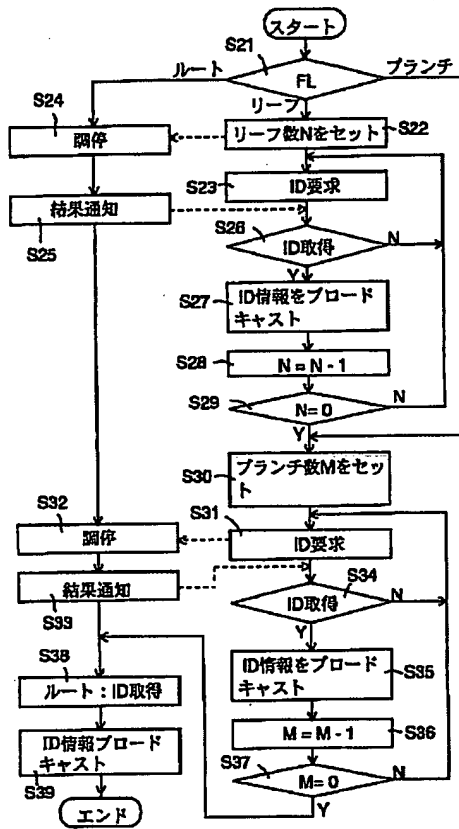 スタート
S21
FL
ルート
ブランチ
リーフ
S24
調停
リーフ数Nをセット
S22
S23
ID要求
結果通知
S25
S26
ID取得
N
Y
S27
ID情報をブロード
キャスト
S28
N = N - 1
S29
N= 0
N
Y
S30
ブランチ数Mをセッ
ト
S32
S31
調停
ID要求
結果通知
S33
S34
ID取得
N
Y
S38
ルート：ID取得
ID情報をブロード
キャスト
S35
M = M - 1
S36
ID情報ブロード
キャスト
S39
S37
M= 0
N
Y
エンド